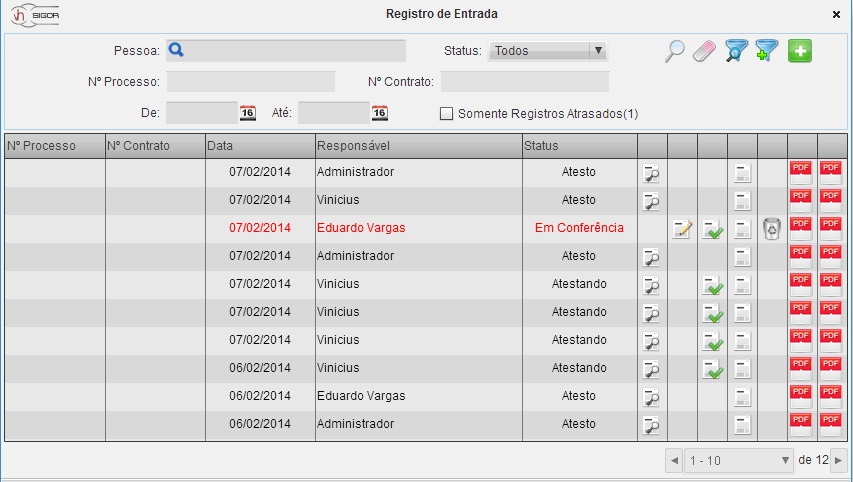 SIGOR Registro de Entrada
Pessoa: Status: Todos
Nº Processo: Nº Contrato:
De: 16 Até: 16 Somente Registros Atrasados(1)
Nº Processo Nº Contrato Data Responsável Status
07/02/2014 Administrador Atesto PDF PDF
07/02/2014 Vinicius Atesto PDF PDF
07/02/2014 Eduardo Vargas Em Conferência PDF PDF
07/02/2014 Administrador Atesto PDF PDF
07/02/2014 Vinicius Atestando PDF PDF
07/02/2014 Vinicius Atestando PDF PDF
07/02/2014 Vinicius Atestando PDF PDF
06/02/2014 Vinicius Atestando PDF PDF
06/02/2014 Eduardo Vargas Atesto PDF PDF
06/02/2014 Administrador Atesto PDF PDF
1 - 10 de 12